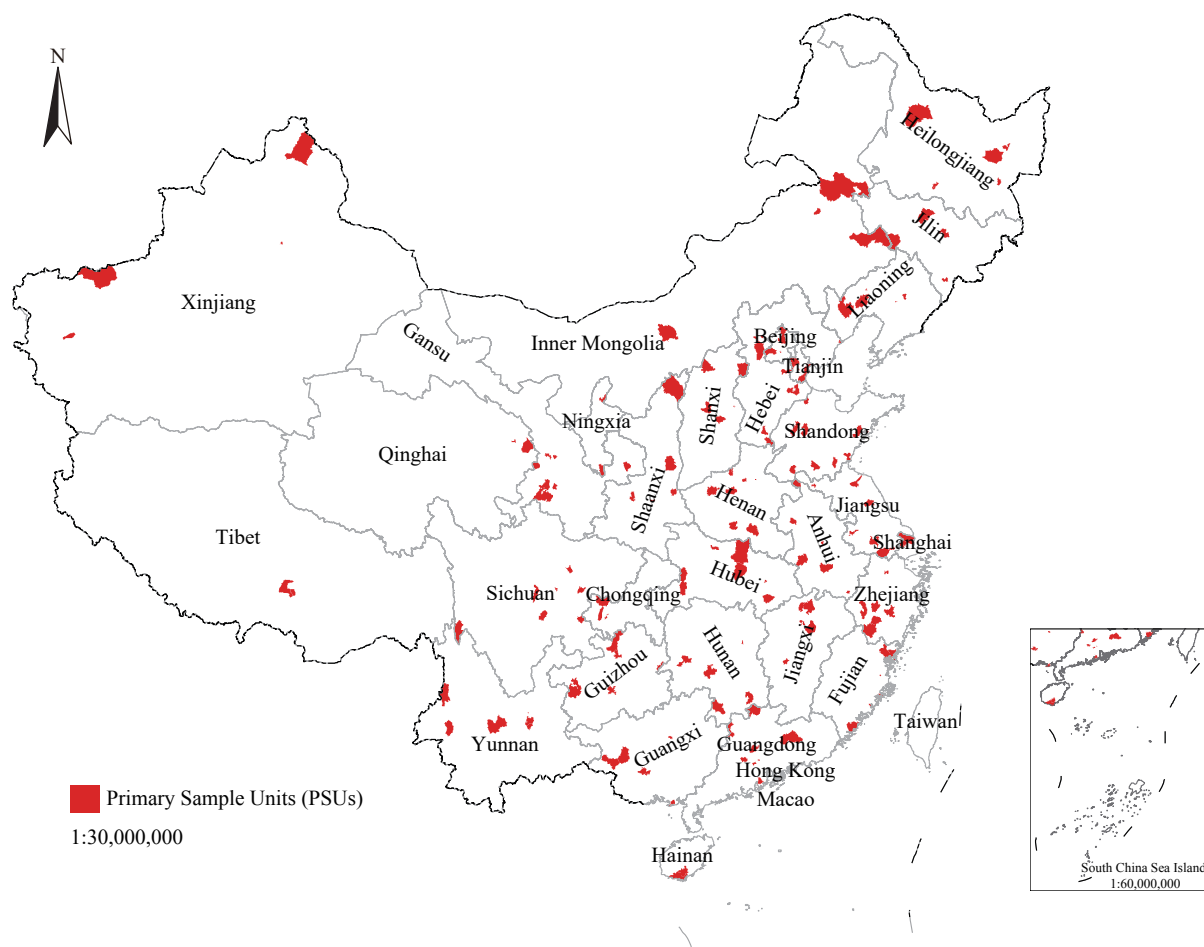 N
Heilongjiang
Jilin
Liaoning
Xinjiang
Gansu
Inner Mongolia
Beijing
Tianjin
Hebei
Shanxi
Ningxia
Shandong
Qinghai
Shaanxi
Henan
Jiangsu
Anhui
Tibet
Shanghai
Hubei
Sichuan
Chongqing
Zhejiang
Hunan
Jiangxi
Guizhou
Fujian
Taiwan
Yunnan
Guangxi
Guangdong
Hong Kong
Macao
Hainan
Primary Sample Units (PSUs)
1:30,000,000
South China Sea Island
1:60,000,000